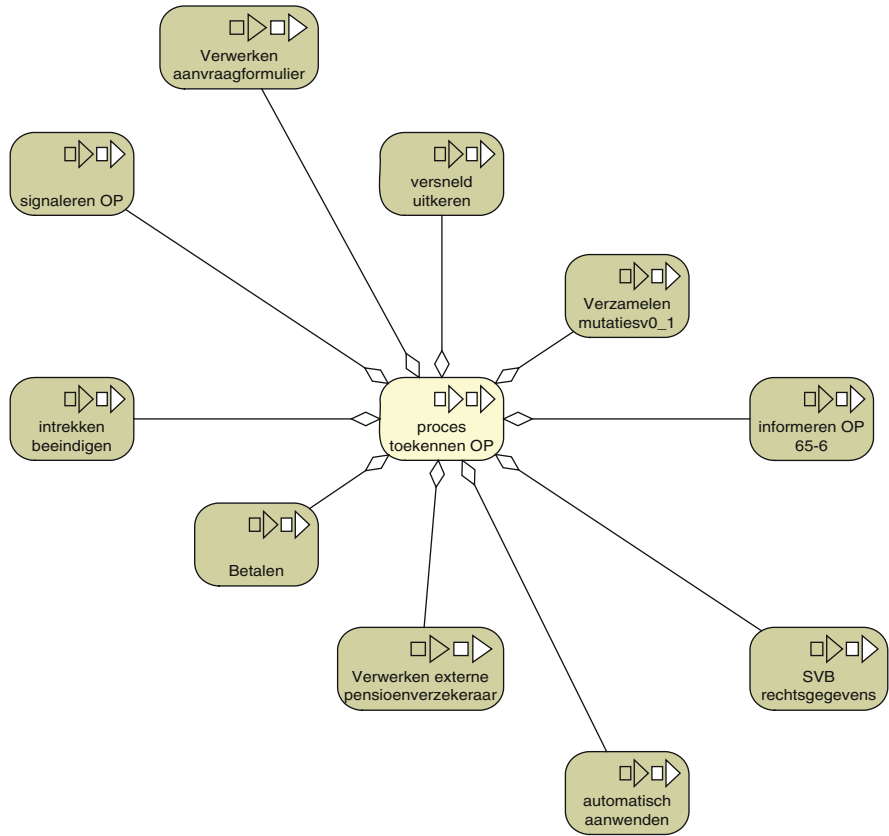 Verwerken
aanvraagformulier
signaleren OP
versneld
uitkeren
Verzamelen
mutatiesv0_1
intrekken
beeindigen
proces
toekennen OP
informeren OP
65-6
Betalen
Verwerken externe
pensioenverzekeraar
SVB
rechtsgegevens
automatisch
aanwenden